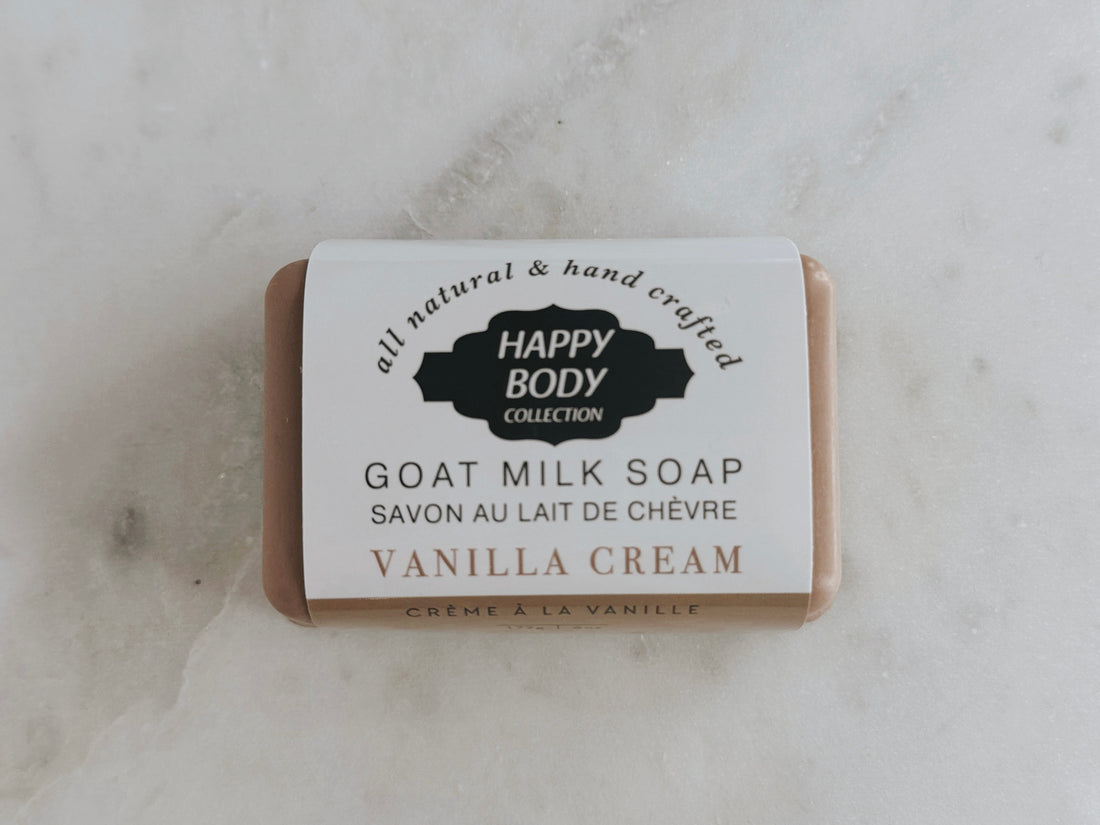 all natural & hand crafted
HAPPY
BODY
COLLECTION
GOAT MILK SOAP
SAVON AU LAIT DE CHÈVRE
VANILLA CREAM
CRÈME À LA VANILLE